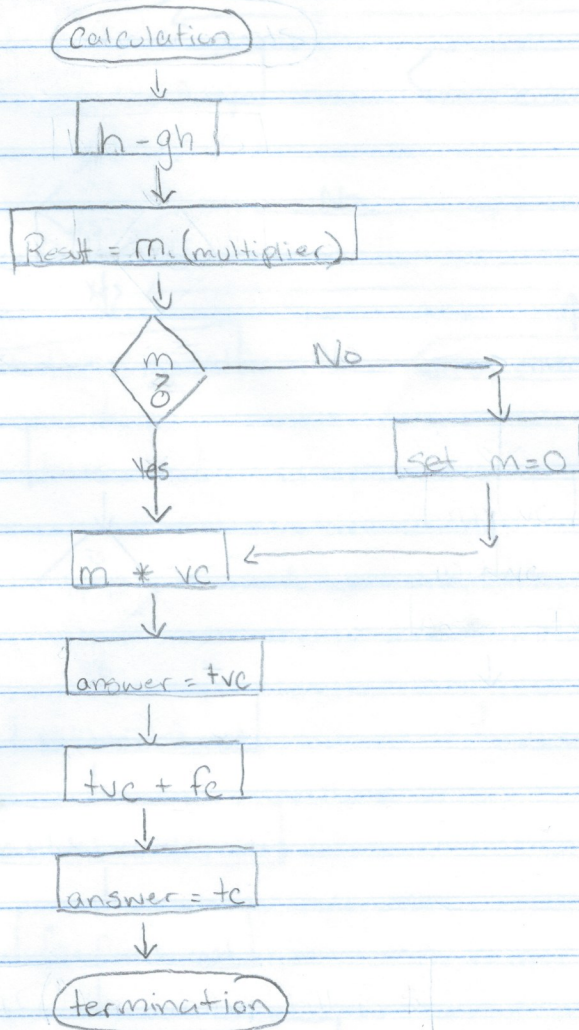 Calculation
h - gh
Result = m. (multiplier)
m
>
0
No
Yes
set m=0
m * vc
answer = tvc
tvc + fc
answer = tc
termination